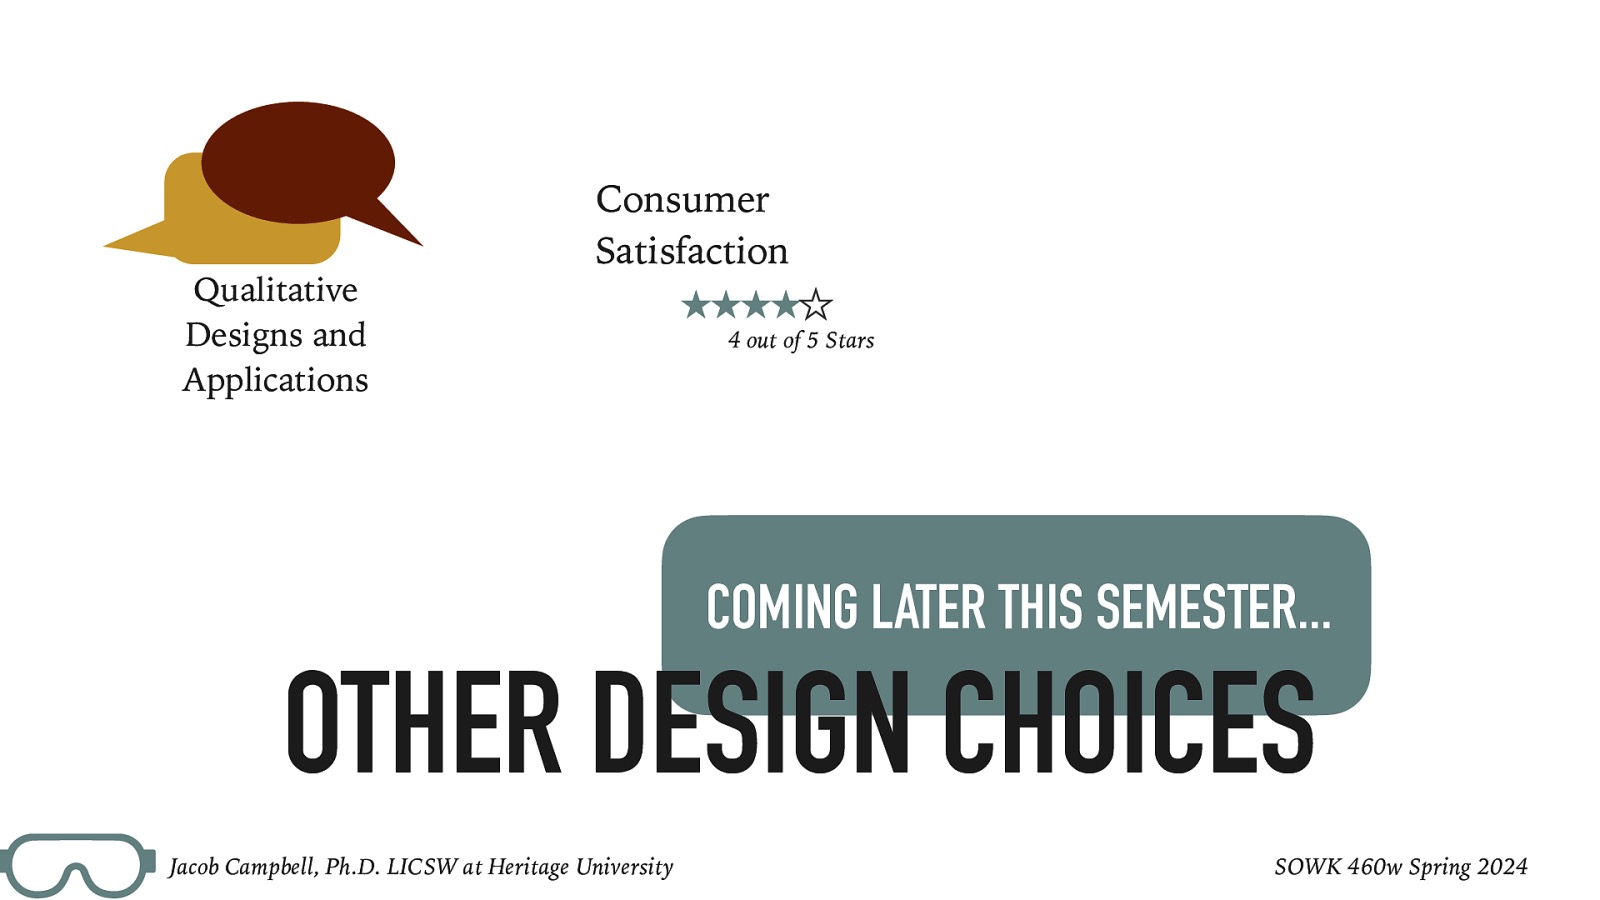 Qualitative
Designs and
Applications
Consumer
Satisfaction
4 out of 5 Stars
COMING LATER THIS SEMESTER...
OTHER DESIGN CHOICES
Jacob Campbell, Ph.D. LICSW at Heritage University
SOWK 460w Spring 2024